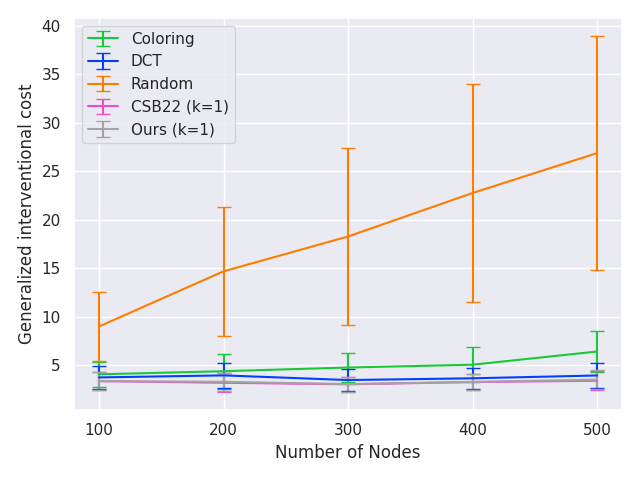 40
35
30
25
20
15
10
5
Generalized interventional cost
Coloring
DCT
Random
CSB22 (k=1)
Ours (k=1)
100
200
300
400
500
Number of Nodes